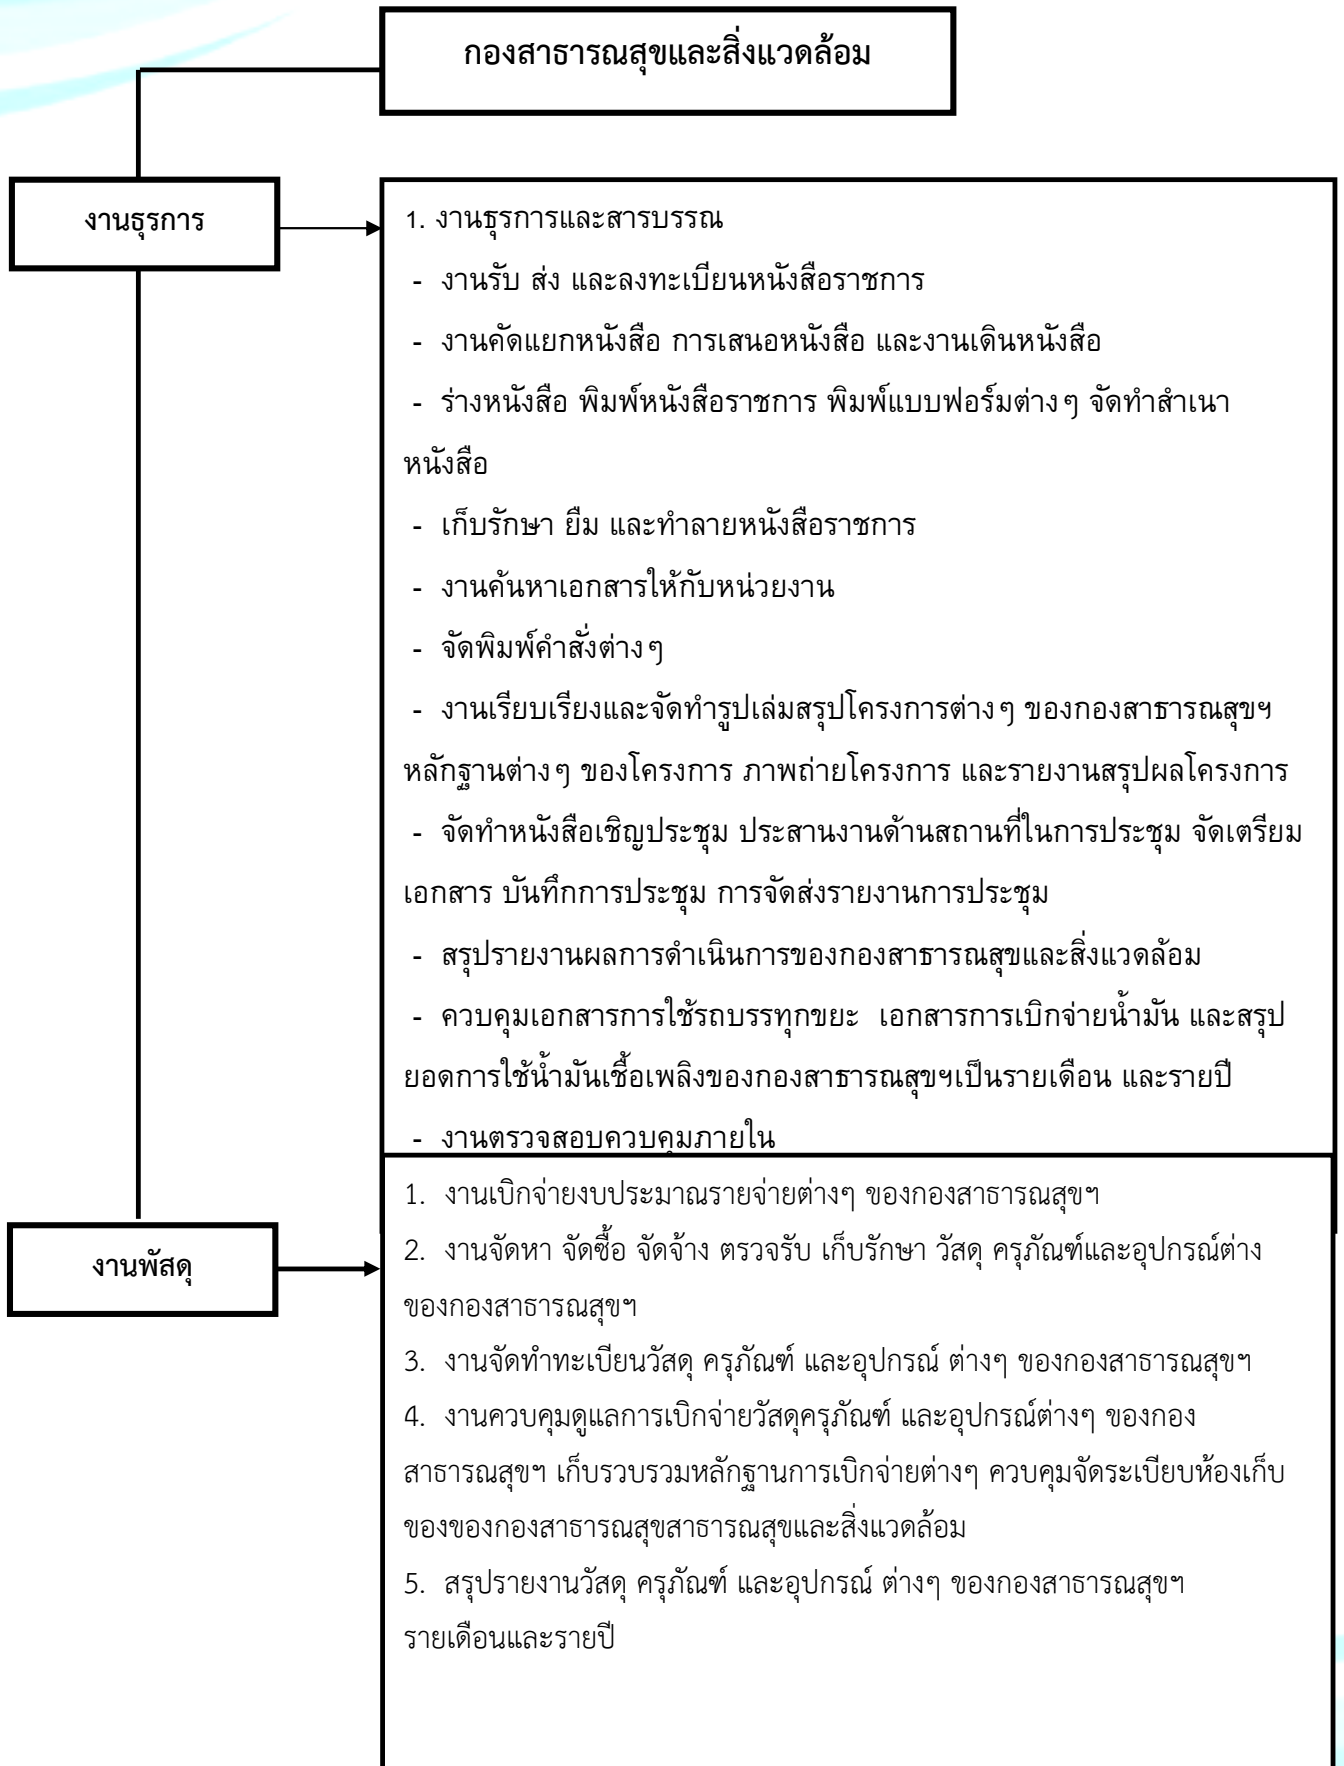 กองสาธารณสุขและสิ่งแวดล้อม
งานธุรการ
1. งานธุรการและสารบรรณ
- งานรับ ส่ง และลงทะเบียนหนังสือราชการ
- งานคัดแยกหนังสือ การเสนอหนังสือ และงานเดินหนังสือ
- ร่างหนังสือ พิมพ์หนังสือราชการ พิมพ์แบบฟอร์มต่างๆ จัดทำสำเนา
หนังสือ
- เก็บรักษา ยืม และทำลายหนังสือราชการ
- งานค้นหาเอกสารให้กับหน่วยงาน
- จัดพิมพ์คำสั่งต่างๆ
- งานเรียบเรียงและจัดทำรูปเล่มสรุปโครงการต่างๆ ของกองสาธารณสุขฯ
หลักฐานต่างๆ ของโครงการ ภาพถ่ายโครงการ และรายงานสรุปผลโครงการ
- จัดทำหนังสือเชิญประชุม ประสานงานด้านสถานที่ในการประชุม จัดเตรียม
เอกสาร บันทึกการประชุม การจัดส่งรายงานการประชุม
- สรุปรายงานผลการดำเนินการของกองสาธารณสุขและสิ่งแวดล้อม
- ควบคุมเอกสารการใช้รถบรรทุกขยะ เอกสารการเบิกจ่ายน้ำมัน และสรุป
ยอดการใช้น้ำมันเชื้อเพลิงของกองสาธารณสุขฯเป็นรายเดือน และรายปี
- งานตรวจสอบควบคุมภายใน
งานพัสดุ
1. งานเบิกจ่ายงบประมาณรายจ่ายต่างๆ ของกองสาธารณสุขฯ
2. งานจัดหา จัดซื้อ จัดจ้าง ตรวจรับ เก็บรักษา วัสดุ ครุภัณฑ์และอุปกรณ์ต่าง
ของกองสาธารณสุขฯ
3. งานจัดทำทะเบียนวัสดุ ครุภัณฑ์ และอุปกรณ์ ต่างๆ ของกองสาธารณสุขฯ
4. งานควบคุมดูแลการเบิกจ่ายวัสดุครุภัณฑ์ และอุปกรณ์ต่างๆ ของกอง
สาธารณสุขฯ เก็บรวบรวมหลักฐานการเบิกจ่ายต่างๆ ควบคุมจัดระเบียบห้องเก็บ
ของของกองสาธารณสุขสาธารณสุขและสิ่งแวดล้อม
5. สรุปรายงานวัสดุ ครุภัณฑ์ และอุปกรณ์ ต่างๆ ของกองสาธารณสุขฯ
รายเดือนและรายปี